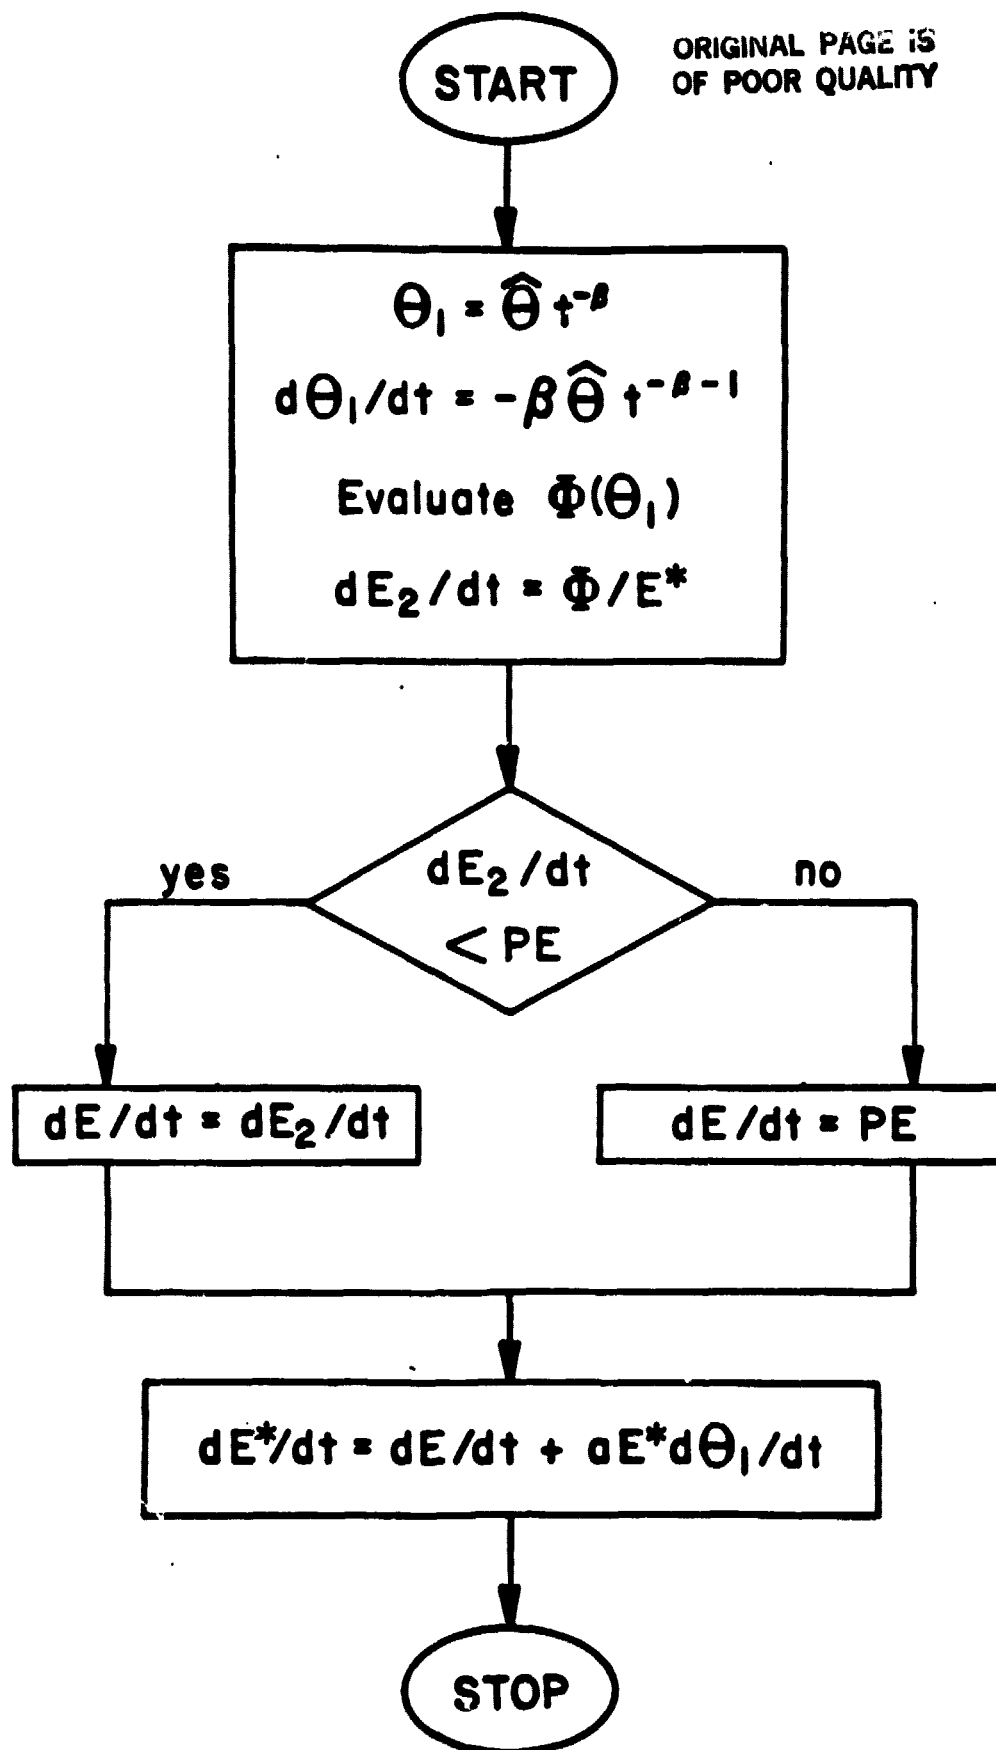 START
ORIGINAL PAGE IS
OF POOR QUALITY
Θ₁ = Θ̂ t⁻ᵝ
dΘ₁/dt = -β Θ̂ t^{-β-1}
Evaluate Φ(Θ₁)
dE₂/dt = Φ/E*
dE₂/dt
< PE
yes
no
dE/dt = dE₂/dt
dE/dt = PE
dE*/dt = dE/dt + aE*dΘ₁/dt
STOP